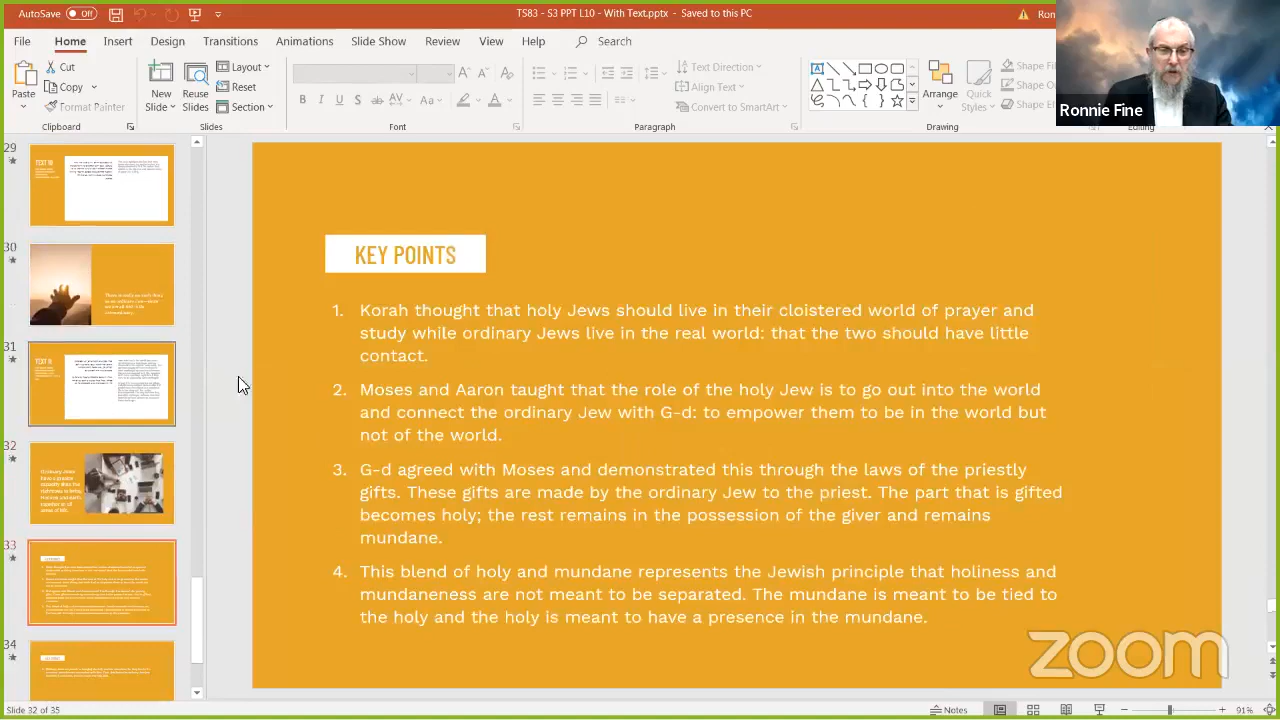 AutoSave Off TS83 - S3 PPT L10 - With Text.pptx - Saved to this PC Ron
File Home Insert Design Transitions Animations Slide Show Review View Help Search
Paste Cut Copy Format Painter
New Slide Reuse Slides Layout Reset Section
Text Direction Align Text Convert to SmartArt
Arrange Quick Styles Shape Fi Shape Ou Shape Ef
Clipboard Slides Font Paragraph Drawing Editing
Ronnie Fine
29
30
31
32
Ordinary Jews
33
34
KEY POINTS
1. Korah thought that holy Jews should live in their cloistered world of prayer and
study while ordinary Jews live in the real world: that the two should have little
contact.
2. Moses and Aaron taught that the role of the holy Jew is to go out into the world
and connect the ordinary Jew with G-d: to empower them to be in the world but
not of the world.
3. G-d agreed with Moses and demonstrated this through the laws of the priestly
gifts. These gifts are made by the ordinary Jew to the priest. The part that is gifted
becomes holy; the rest remains in the possession of the giver and remains
mundane.
4. This blend of holy and mundane represents the Jewish principle that holiness and
mundaneness are not meant to be separated. The mundane is meant to be tied to
the holy and the holy is meant to have a presence in the mundane.
zoom
Slide 32 of 35 Notes 91%